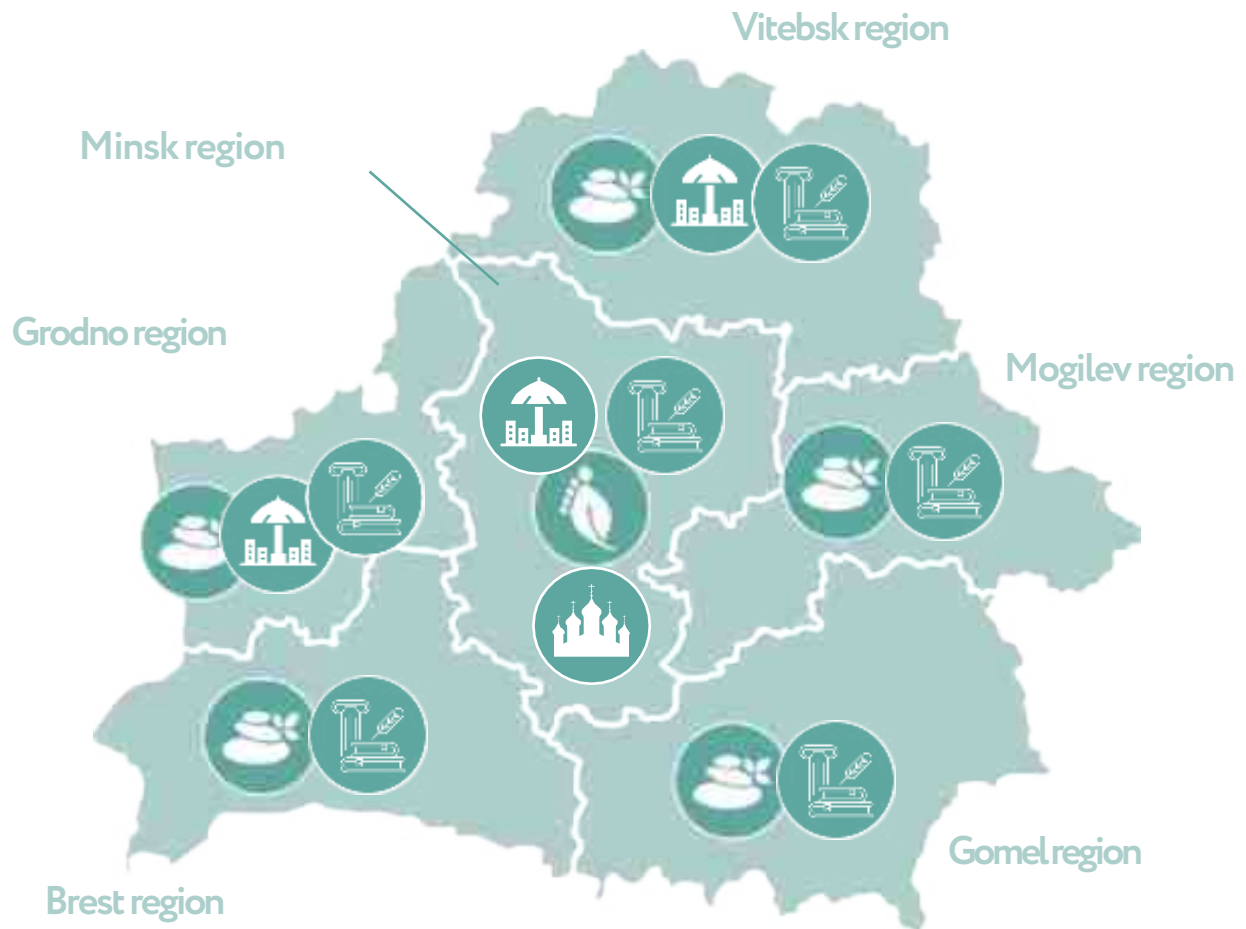 Vitebsk region
Minsk region
Grodno region
Mogilev region
Gomel region
Brest region